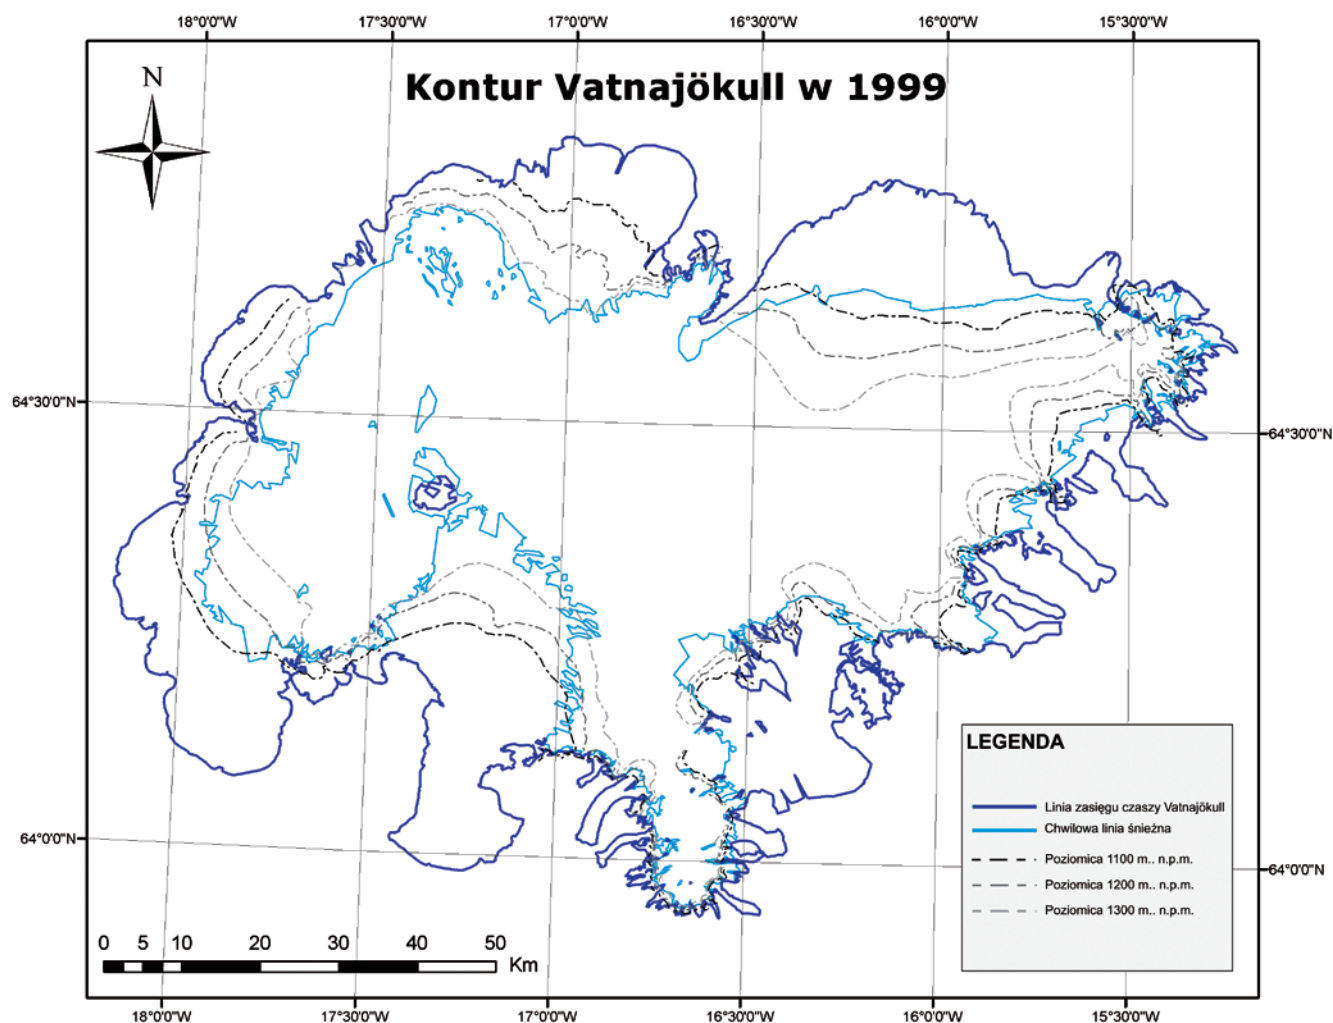 18°0'0"W 17°30'0"W 17°0'0"W 16°30'0"W 16°0'0"W 15°30'0"W
N
Kontur Vatnajökull w 1999
64°30'0"N
64°30'0"N
LEGENDA
Linia zasięgu czaszy Vatnajökull
Chwilowa linia śnieżna
Poziomica 1100 m.. n.p.m.
Poziomica 1200 m.. n.p.m.
Poziomica 1300 m.. n.p.m.
64°0'0"N
64°0'0"N
0 5 10 20 30 40 50 Km
18°0'0"W 17°30'0"W 17°0'0"W 16°30'0"W 16°0'0"W 15°30'0"W